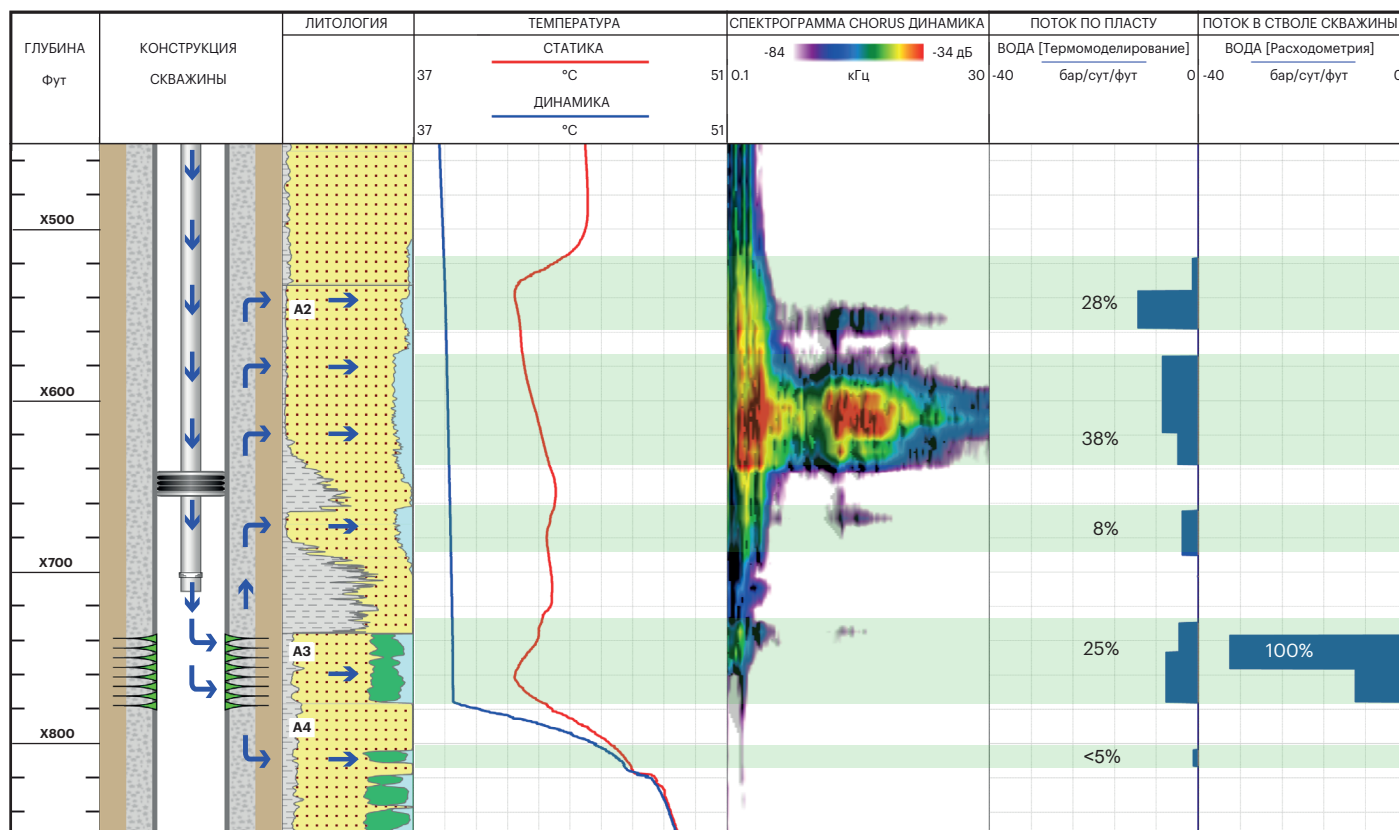 ЛИТОЛОГИЯ
ТЕМПЕРАТУРА
СПЕКТРОГРАММА CHORUS ДИНАМИКА
ПОТОК ПО ПЛАСТУ
ПОТОК В СТВОЛЕ СКВАЖИНЫ
ГЛУБИНА
Фут
КОНСТРУКЦИЯ
СКВАЖИНЫ
СТАТИКА
37 °C 51
ДИНАМИКА
37 °C 51
-84 -34 дБ
0.1 кГц 30
ВОДА [Термомоделирование]
-40 бар/сут/фут 0
ВОДА [Расходометрия]
-40 бар/сут/фут 0
X500
A2
28%
X600
38%
8%
X700
A3
25%
100%
A4
X800
<5%